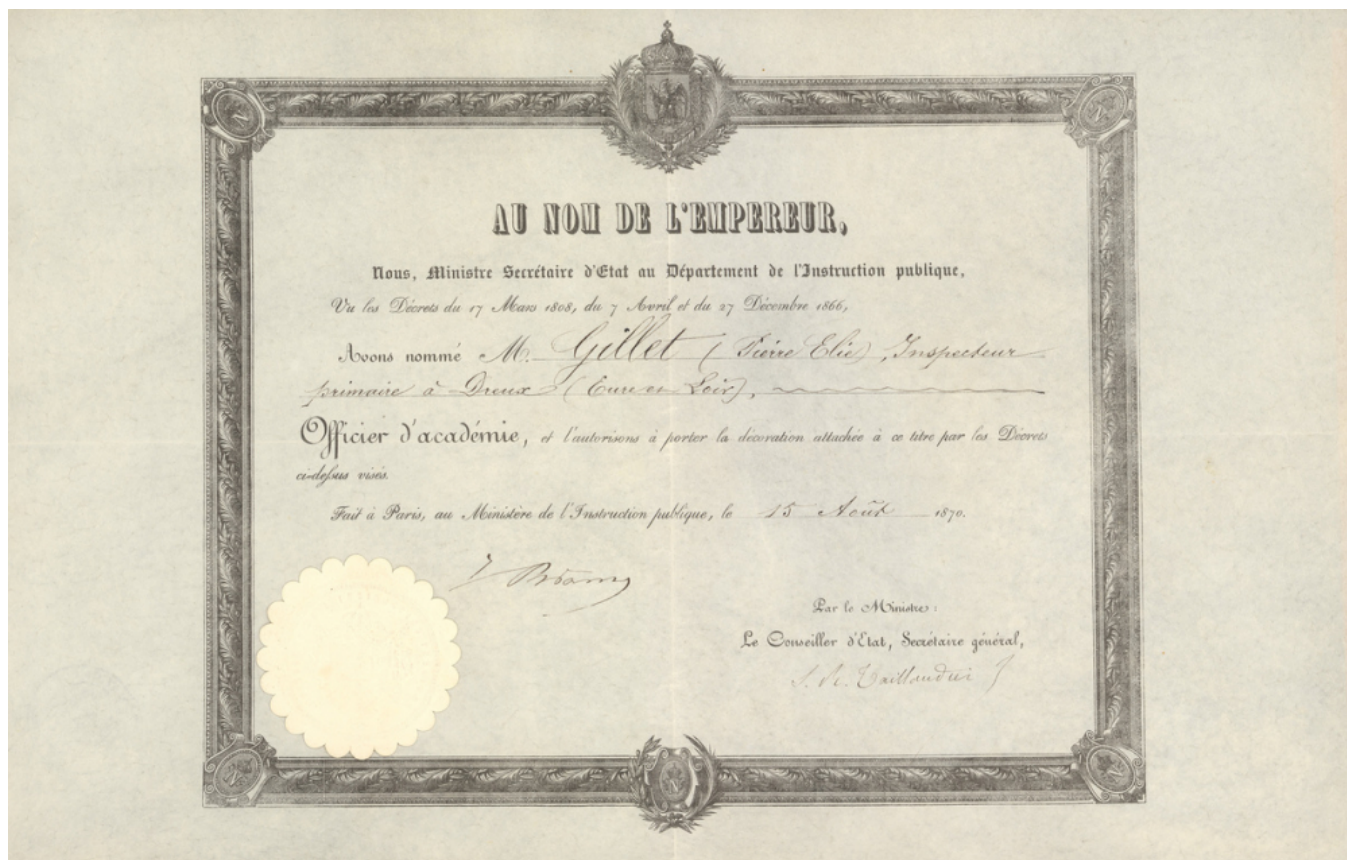 AU NOM DE L'EMPEREUR,
Nous, Ministre Secrétaire d'Etat au Département de l'Instruction publique,
Vu les Décrets du 17 Mars 1808, du 7 Avril et du 27 Décembre 1866,
Avons nommé M. Gillet (Pierre Elie), Inspecteur
primaire à Dreux (Eure et Loir),
Officier d'académie, et l'autorisons à porter la décoration attachée à ce titre par les Décrets
ci-dessus visés.
Fait à Paris, au Ministère de l'Instruction publique, le 15 Août 1870.
Par le Ministre :
Le Conseiller d'Etat, Secrétaire général,
S. R. Taillandier